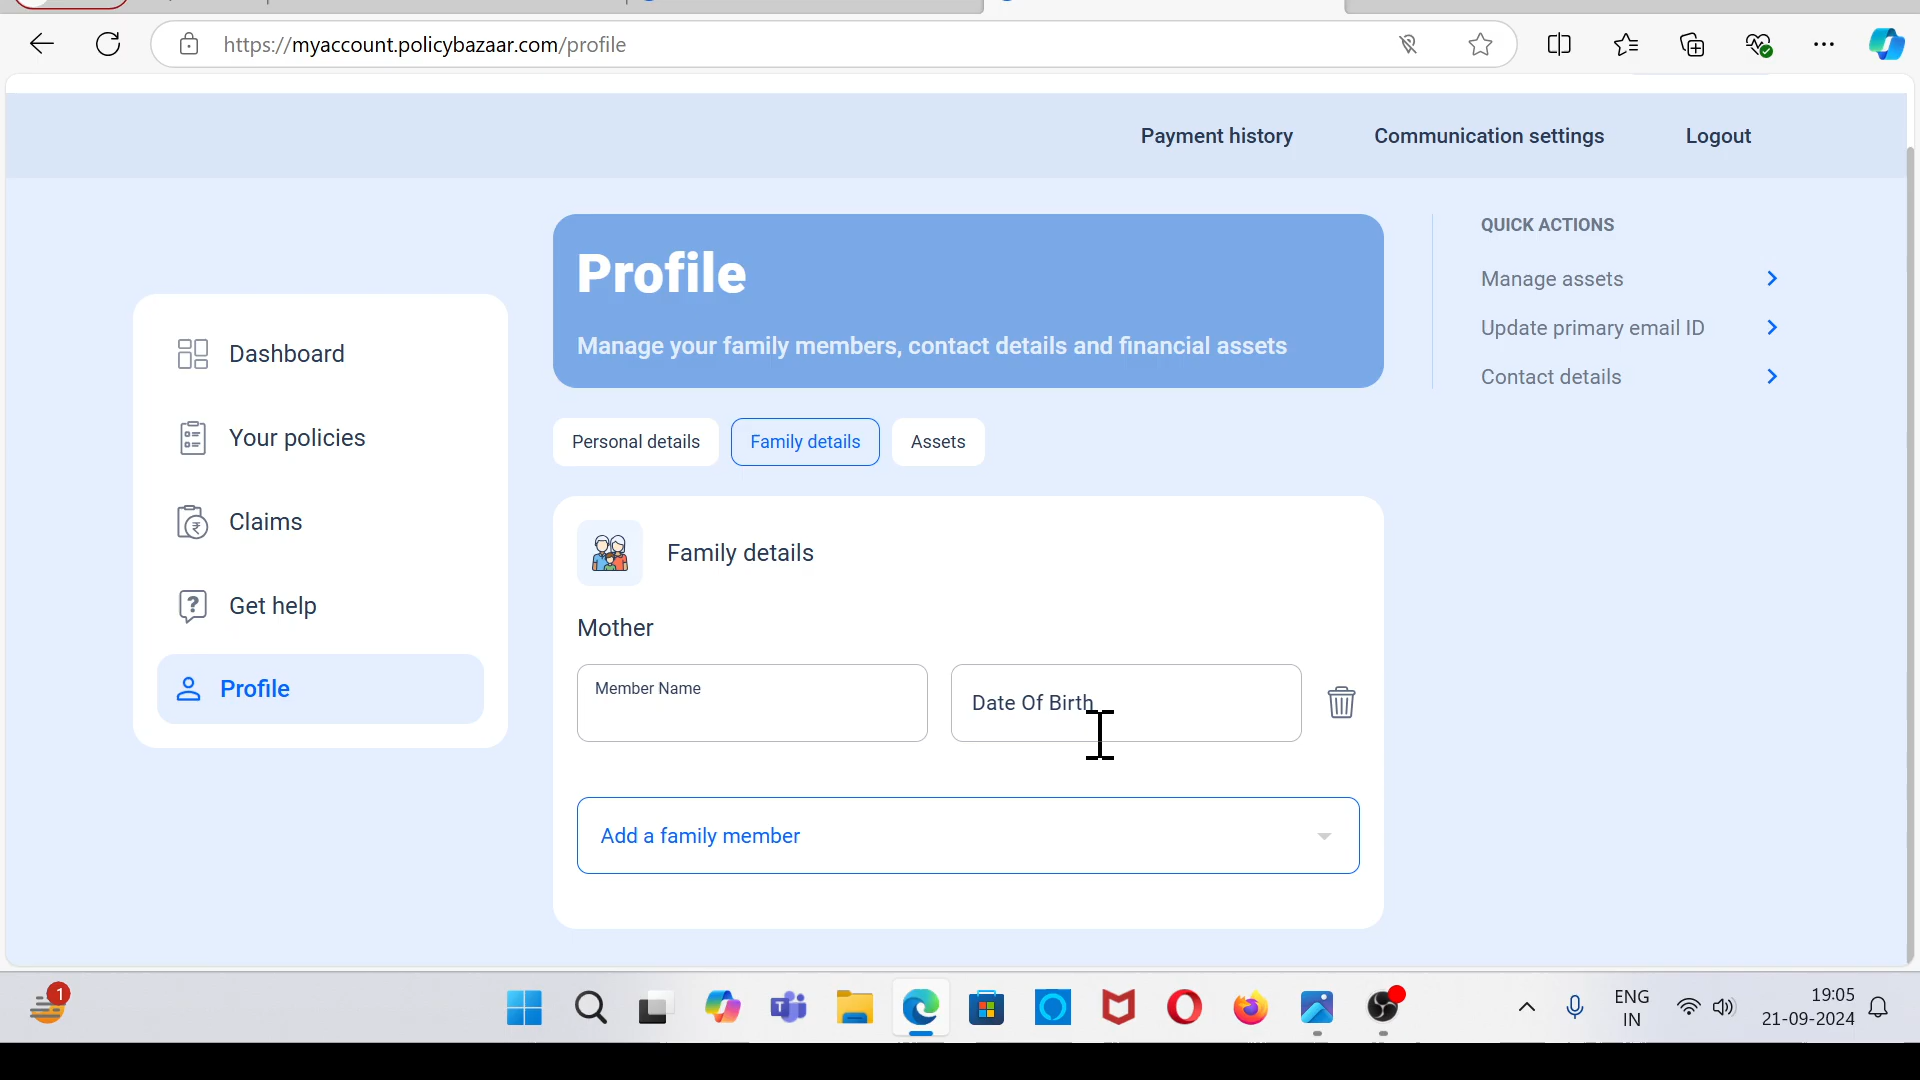 https://myaccount.policybazaar.com/profile
Payment history
Communication settings
Logout
Profile
Manage your family members, contact details and financial assets
QUICK ACTIONS
Manage assets
Update primary email ID
Contact details
Dashboard
Your policies
Claims
Get help
Profile
Personal details
Family details
Assets
Family details
Mother
Member Name
Date Of Birth
Add a family member
1
ENG
IN
19:05
21-09-2024